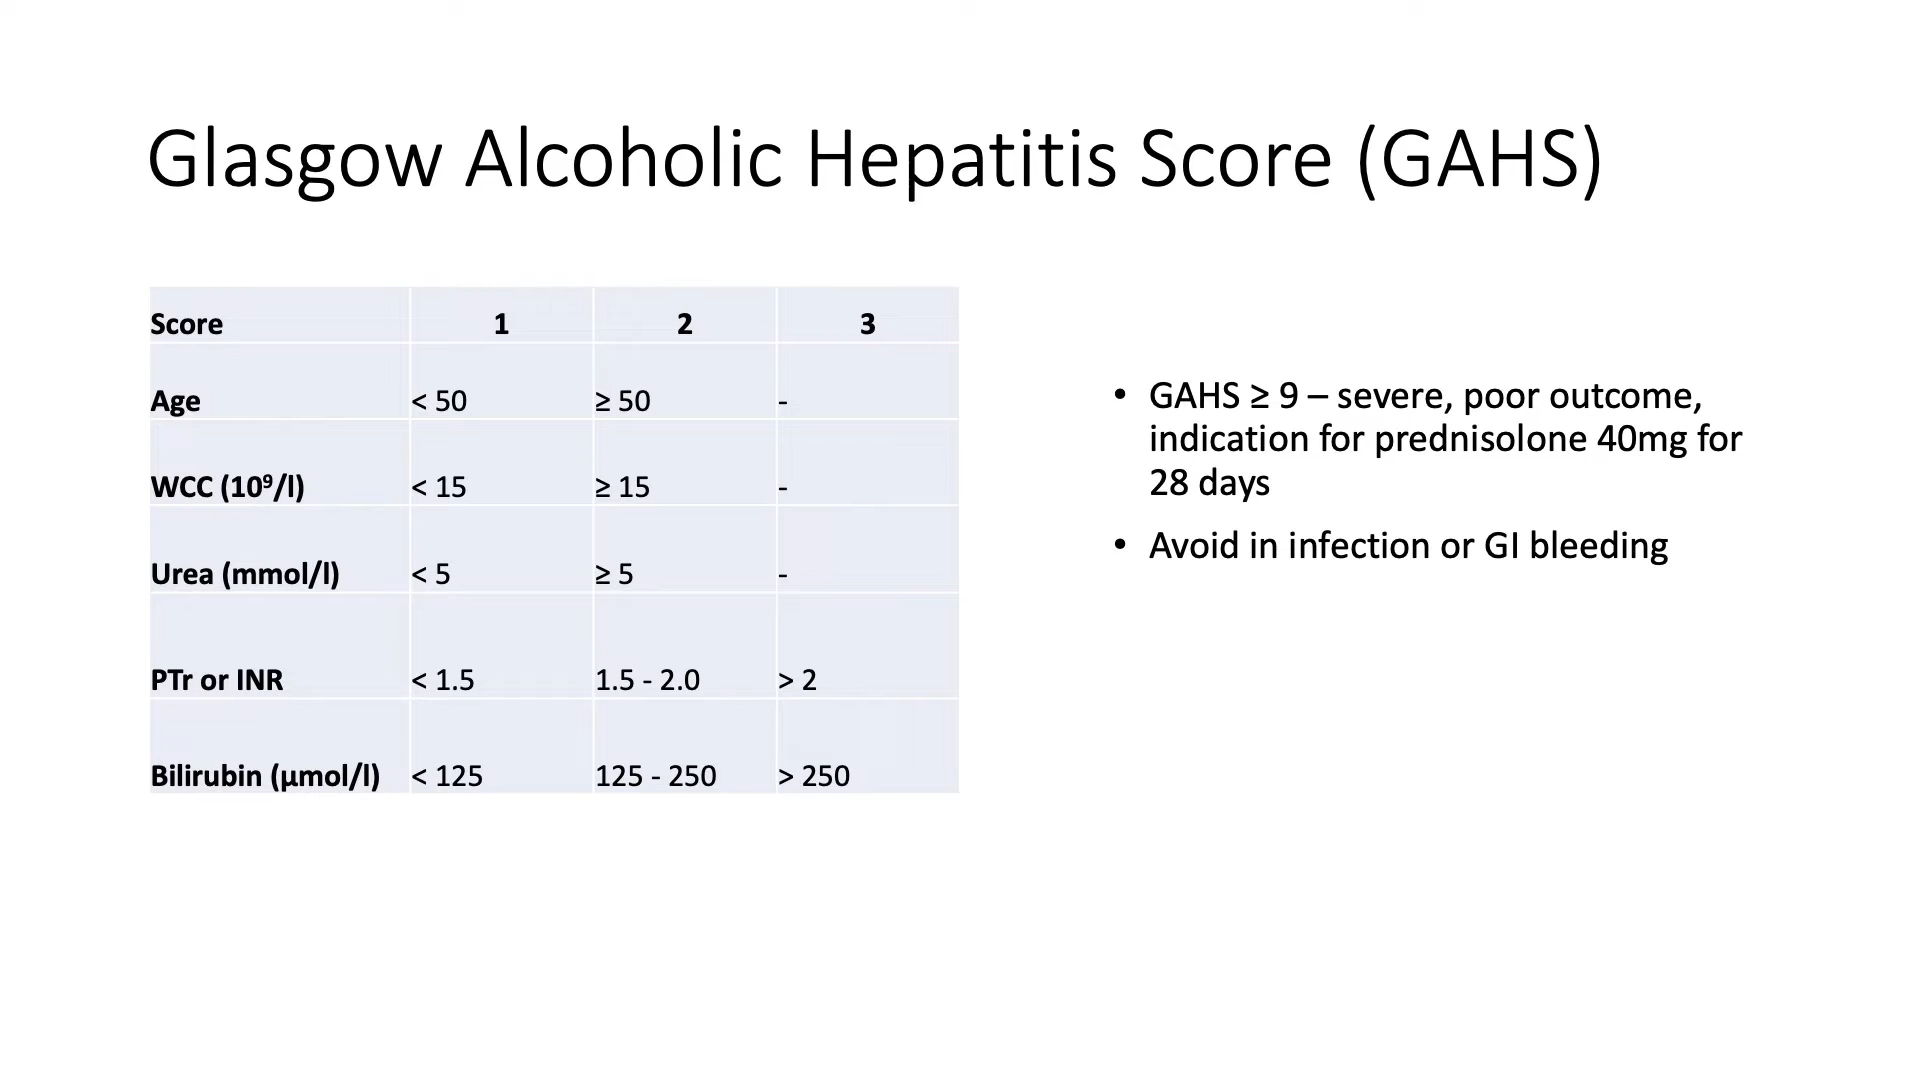 Glasgow Alcoholic Hepatitis Score (GAHS)
Score 1 2 3
Age < 50 ≥ 50 -
WCC (10⁹/l) < 15 ≥ 15 -
Urea (mmol/l) < 5 ≥ 5 -
PTr or INR < 1.5 1.5 - 2.0 > 2
Bilirubin (µmol/l) < 125 125 - 250 > 250
• GAHS ≥ 9 – severe, poor outcome,
indication for prednisolone 40mg for
28 days
• Avoid in infection or GI bleeding